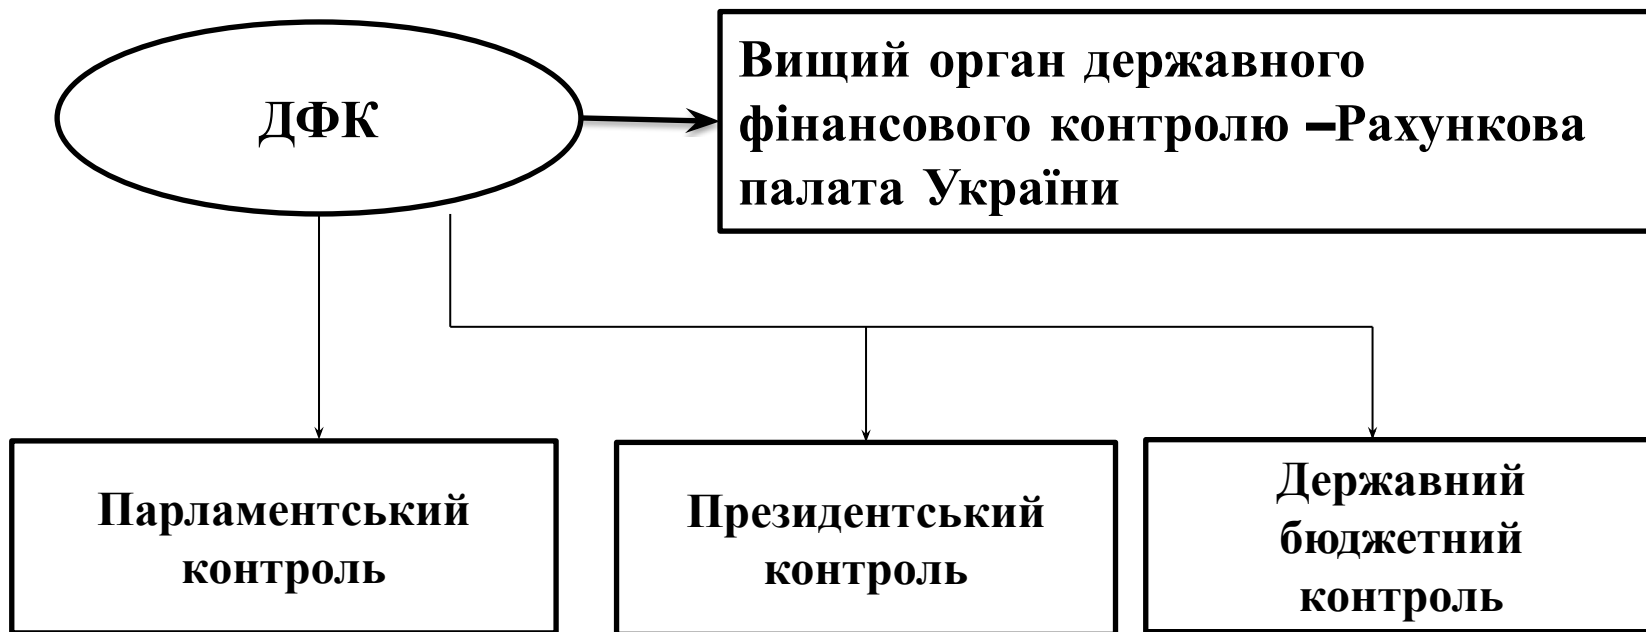 ДФК
Вищий орган державного
фінансового контролю –Рахункова
палата України
Парламентський
контроль
Президентський
контроль
Державний
бюджетний
контроль